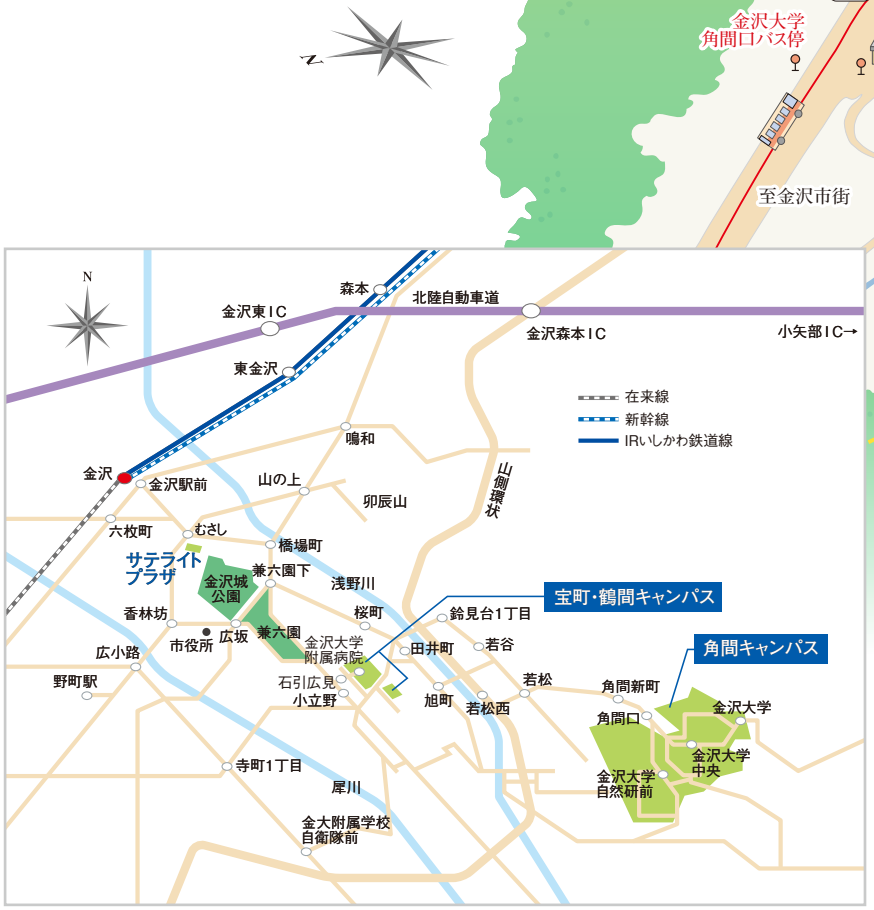 金沢大学
角間口バス停
N
至金沢市街
N
森本
北陸自動車道
金沢東IC
金沢森本IC
小矢部IC→
東金沢
在来線
新幹線
IRいしかわ鉄道線
鳴和
金沢
金沢駅前
山の上
山側環状
卯辰山
六枚町
むさし
橋場町
サテライト
プラザ
兼六園下
金沢城
公園
浅野川
宝町・鶴間キャンパス
香林坊
桜町
鈴見台1丁目
市役所
広坂
兼六園
金沢大学
附属病院
田井町
若谷
角間キャンパス
広小路
野町駅
石引広見
小立野
旭町
若松西
若松
角間新町
角間口
金沢大学
金沢大学
中央
寺町1丁目
犀川
金沢大学
自然研前
金大附属学校
自衛隊前